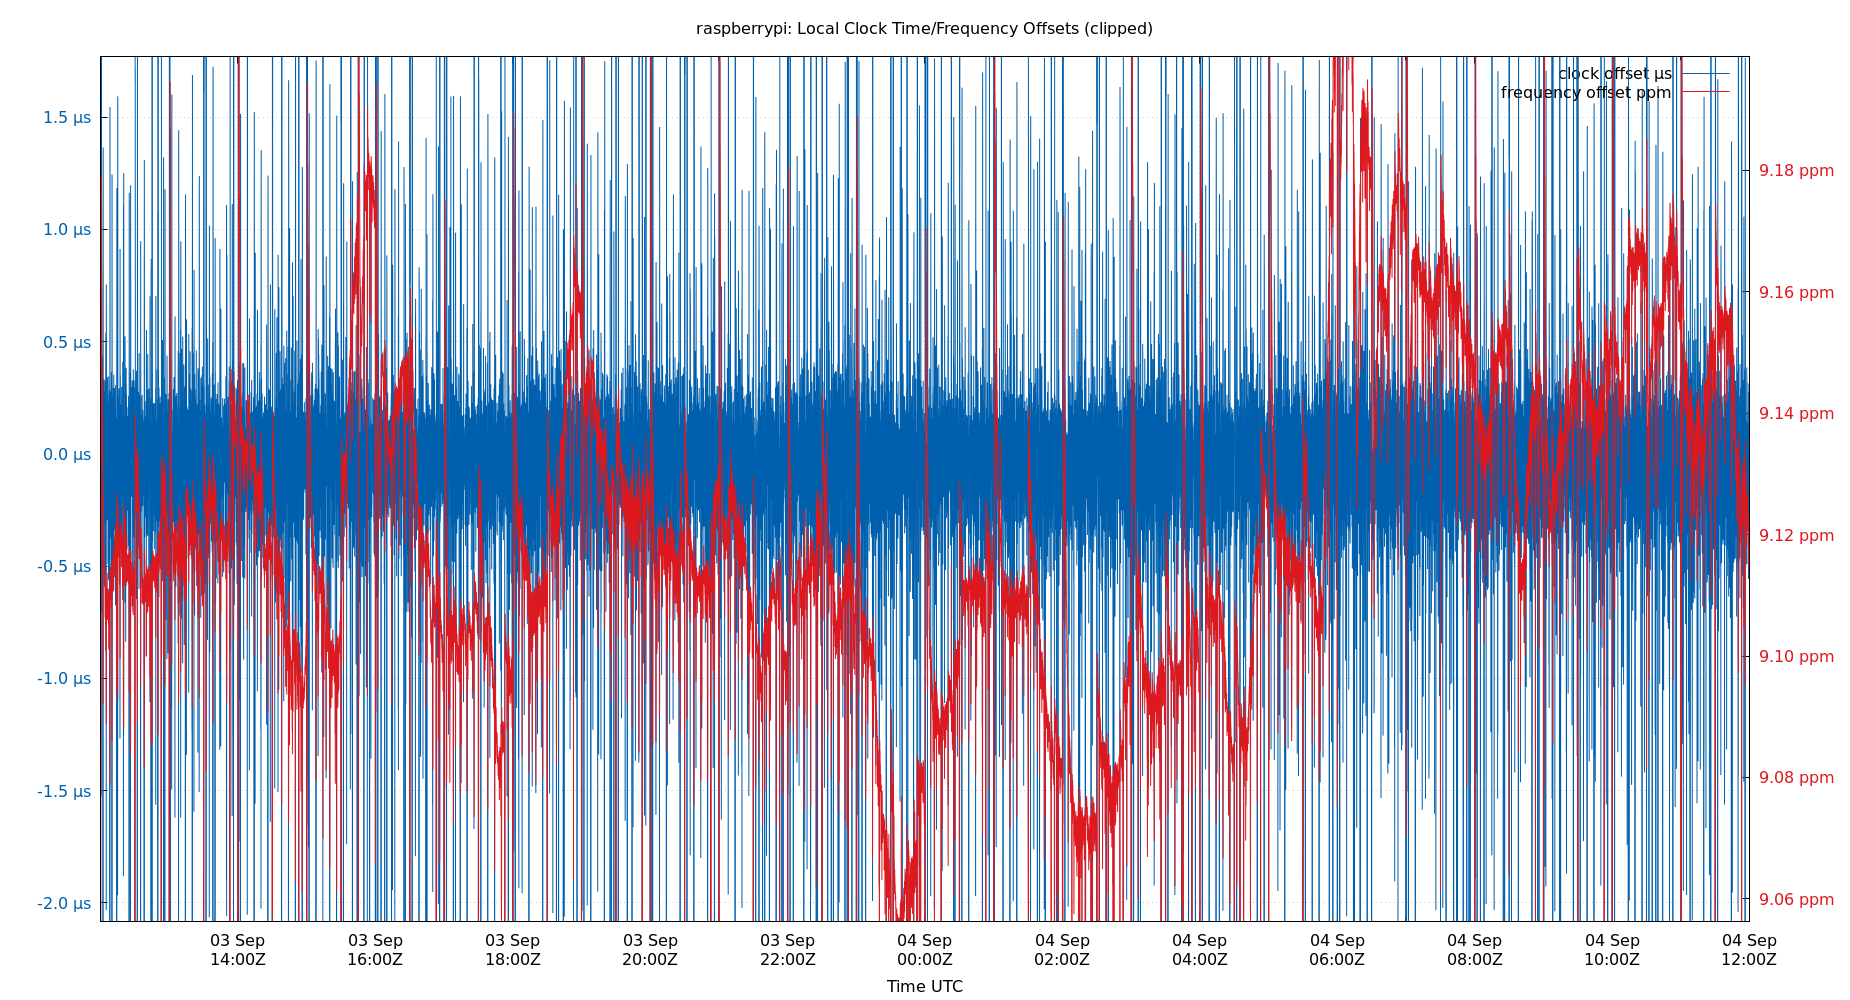 raspberrypi: Local Clock Time/Frequency Offsets (clipped)
clock offset µs
frequency offset ppm
1.5 µs
1.0 µs
0.5 µs
0.0 µs
-0.5 µs
-1.0 µs
-1.5 µs
-2.0 µs
9.18 ppm
9.16 ppm
9.14 ppm
9.12 ppm
9.10 ppm
9.08 ppm
9.06 ppm
03 Sep 03 Sep 03 Sep 03 Sep 03 Sep 04 Sep 04 Sep 04 Sep 04 Sep 04 Sep 04 Sep 04 Sep
14:00Z 16:00Z 18:00Z 20:00Z 22:00Z 00:00Z 02:00Z 04:00Z 06:00Z 08:00Z 10:00Z 12:00Z
Time UTC